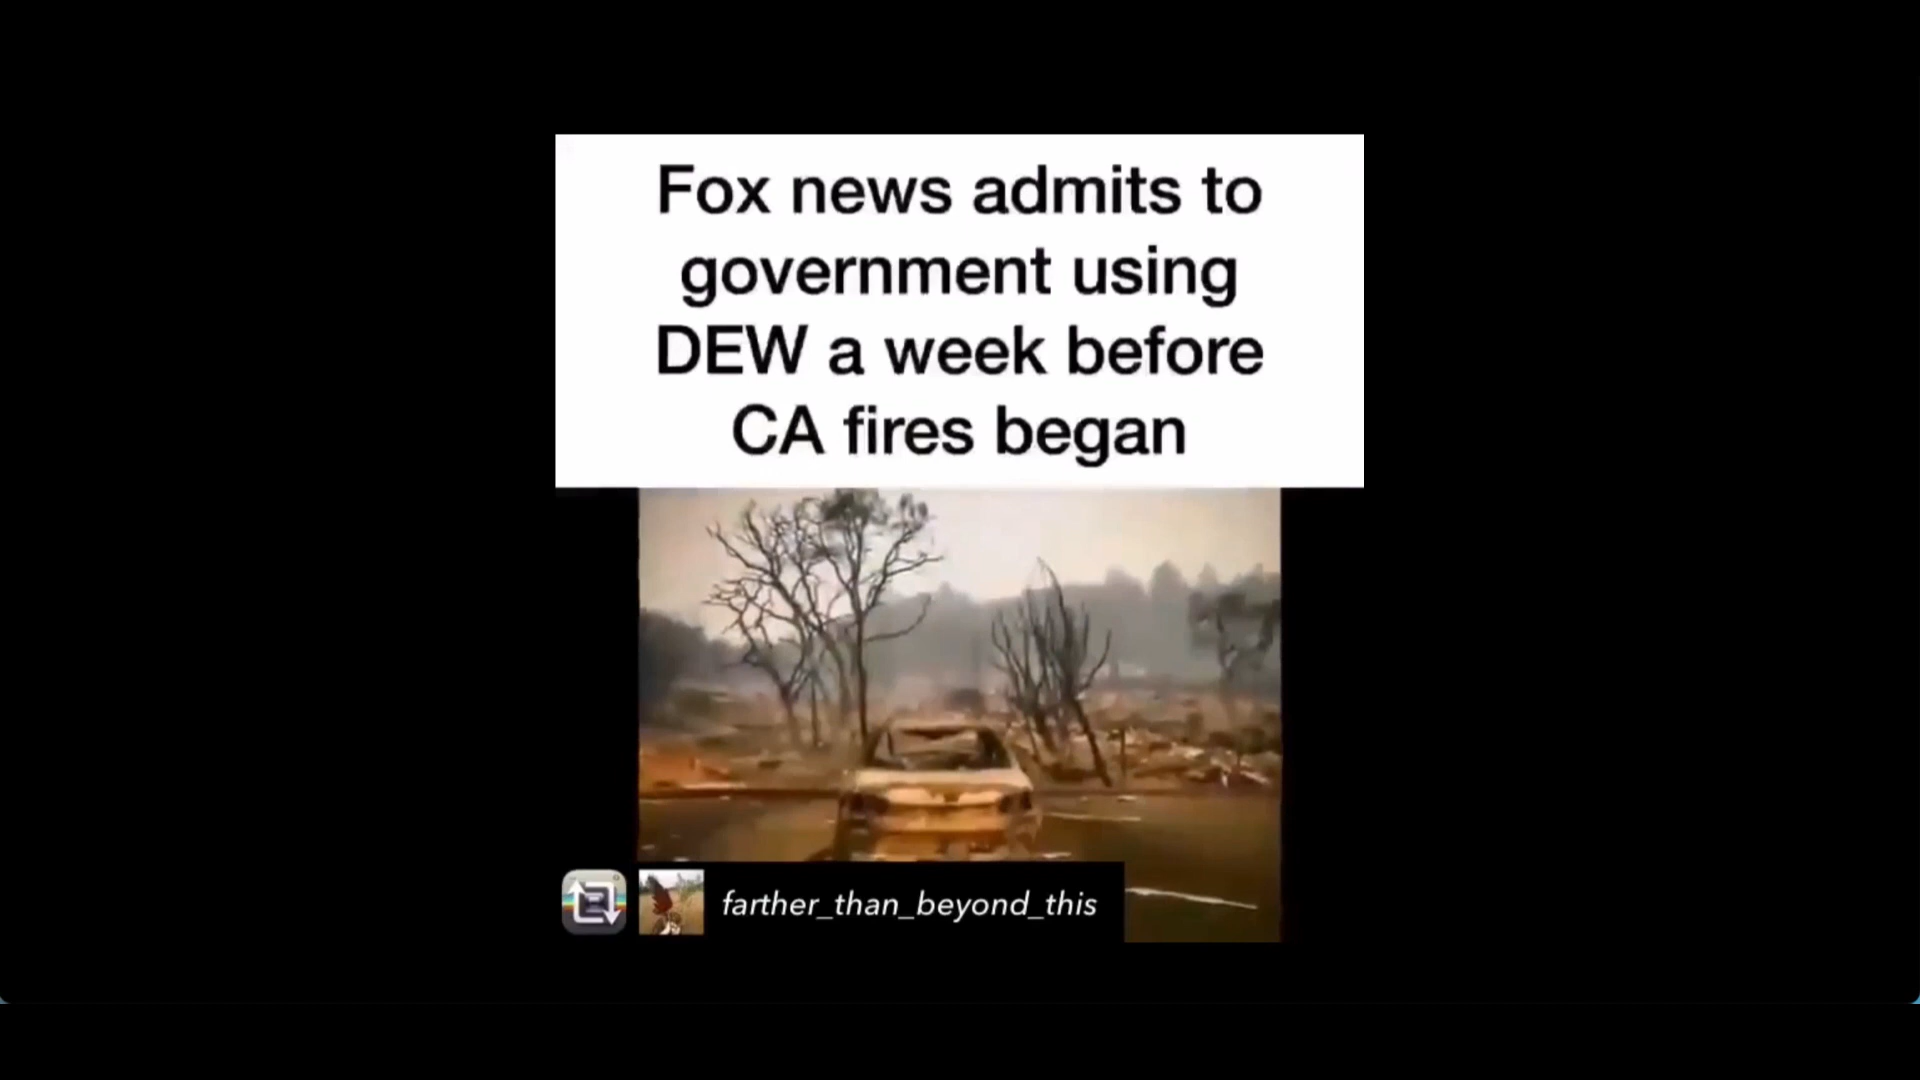 Fox news admits to
government using
DEW a week before
CA fires began
farther_than_beyond_this